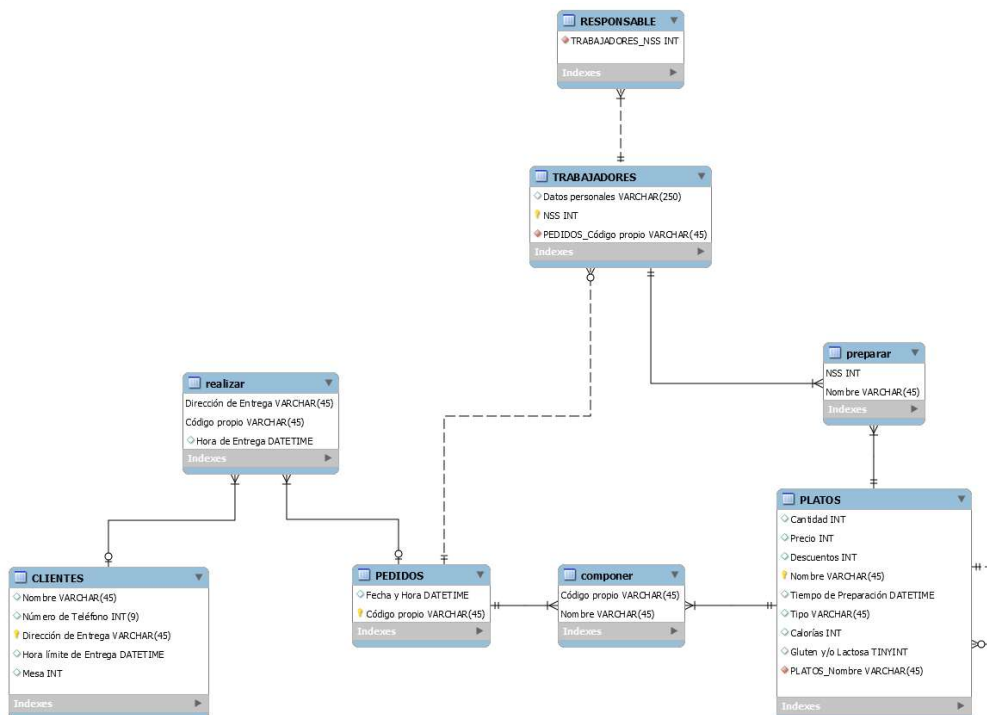 RESPONSABLE
TRABAJADORES_NSS INT
Indexes
TRABAJADORES
Datos personales VARCHAR(250)
NSS INT
PEDIDOS_Código propio VARCHAR(45)
Indexes
preparar
NSS INT
Nombre VARCHAR(45)
Indexes
realizar
Dirección de Entrega VARCHAR(45)
Código propio VARCHAR(45)
Hora de Entrega DATETIME
Indexes
CLIENTES
Nombre VARCHAR(45)
Número de Teléfono INT(9)
Dirección de Entrega VARCHAR(45)
Hora límite de Entrega DATETIME
Mesa INT
Indexes
PEDIDOS
Fecha y Hora DATETIME
Código propio VARCHAR(45)
Indexes
componer
Código propio VARCHAR(45)
Nombre VARCHAR(45)
Indexes
PLATOS
Cantidad INT
Precio INT
Descuentos INT
Nombre VARCHAR(45)
Tiempo de Preparación DATETIME
Tipo VARCHAR(45)
Calorías INT
Gluten y/o Lactosa TINYINT
PLATOS_Nombre VARCHAR(45)
Indexes